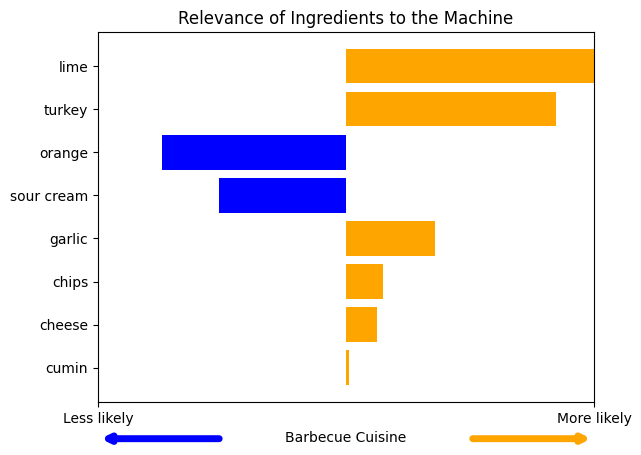 Relevance of Ingredients to the Machine
lime
turkey
orange
sour cream
garlic
chips
cheese
cumin
Less likely
More likely
Barbecue Cuisine